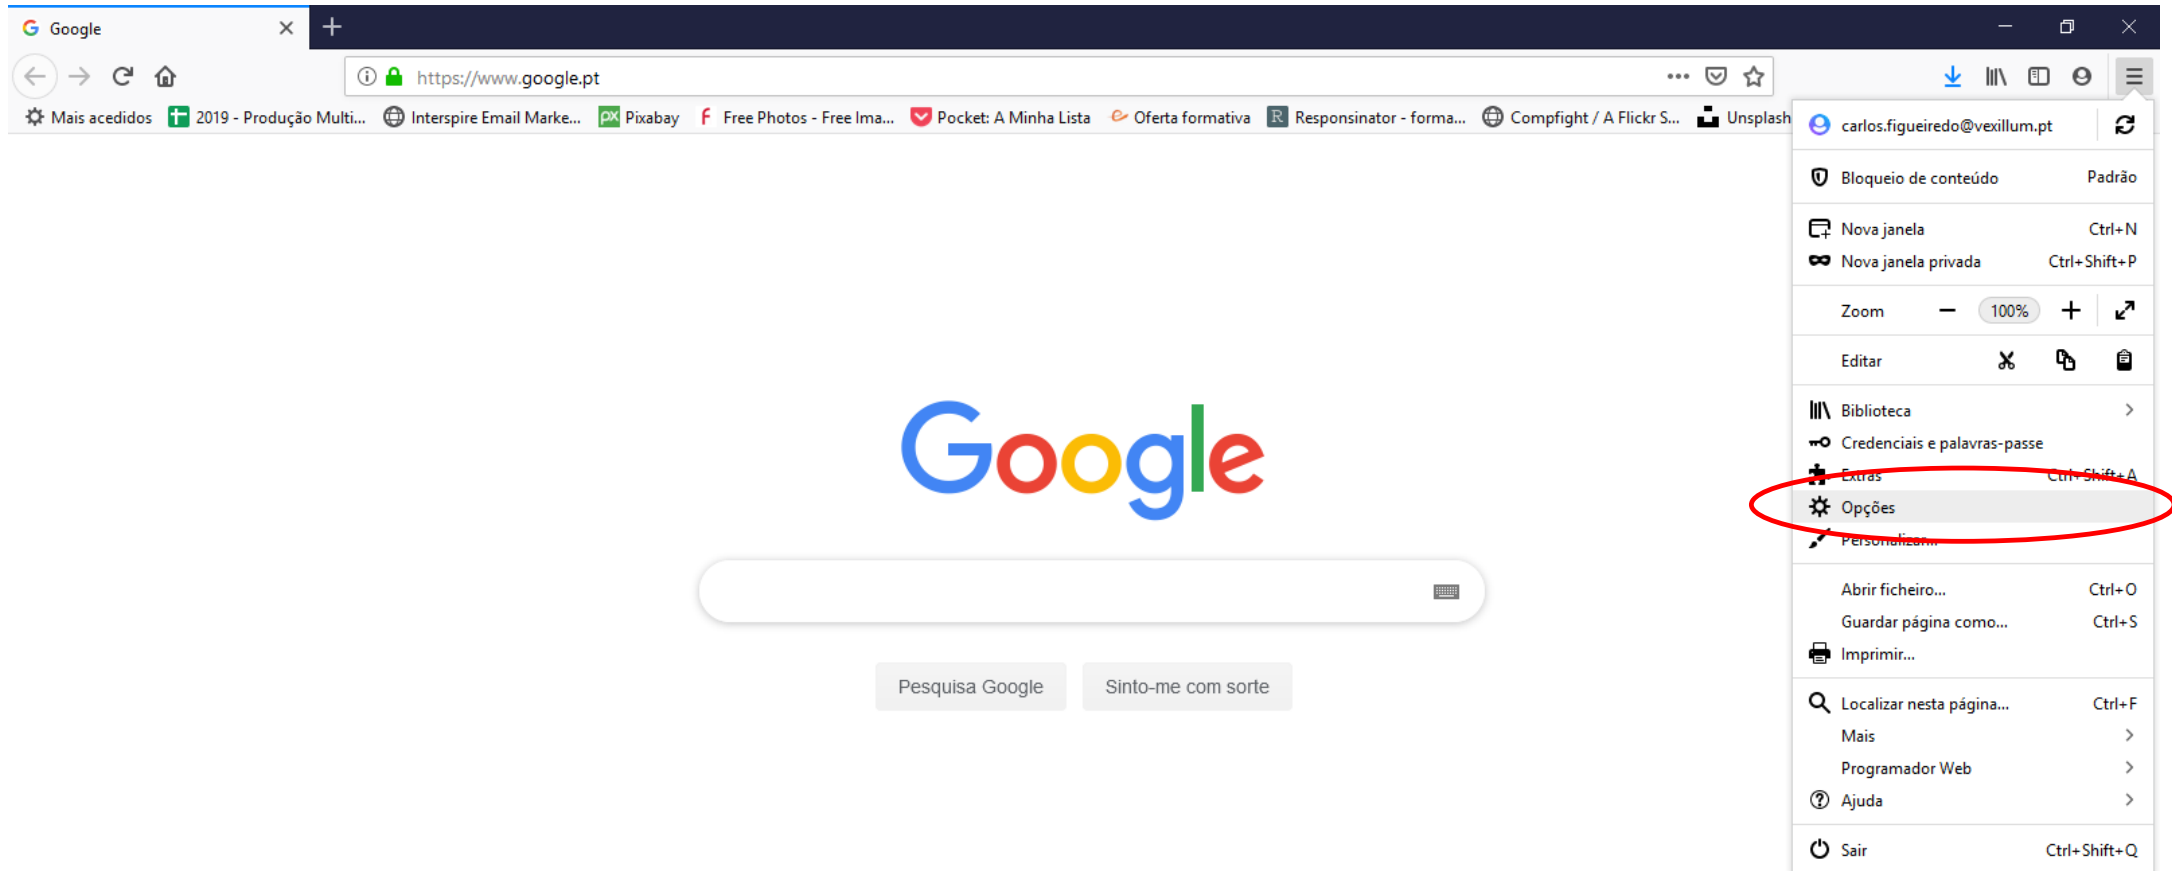 Google
https://www.google.pt
Mais acedidos 2019 - Produção Multi... Interspire Email Marke... Pixabay Free Photos - Free Ima... Pocket: A Minha Lista Oferta formativa Responsinator - forma... Compfight / A Flickr S... Unsplash
carlos.figueiredo@vexillum.pt
Bloqueio de conteúdo Padrão
Nova janela Ctrl+N
Nova janela privada Ctrl+Shift+P
Zoom 100%
Editar
Biblioteca
Credenciais e palavras-passe
Extras Ctrl+Shift+A
Opções
Personalizar...
Abrir ficheiro... Ctrl+O
Guardar página como... Ctrl+S
Imprimir...
Localizar nesta página... Ctrl+F
Mais
Programador Web
Ajuda
Sair Ctrl+Shift+Q
Google
Pesquisa Google Sinto-me com sorte